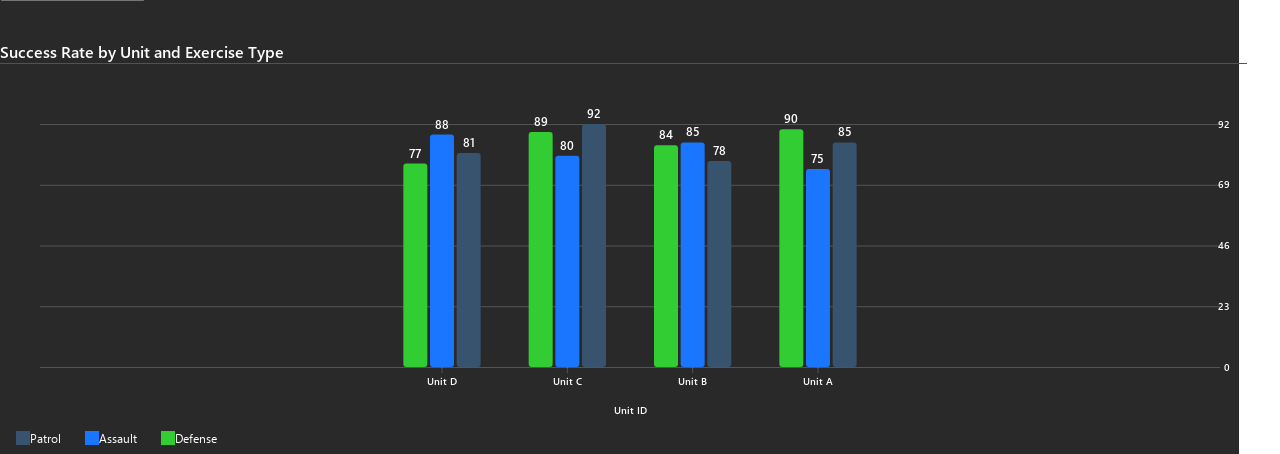 Success Rate by Unit and Exercise Type
92
69
46
23
0
77 88 81
89 80 92
84 85 78
90 75 85
Unit D Unit C Unit B Unit A
Unit ID
Patrol Assault Defense